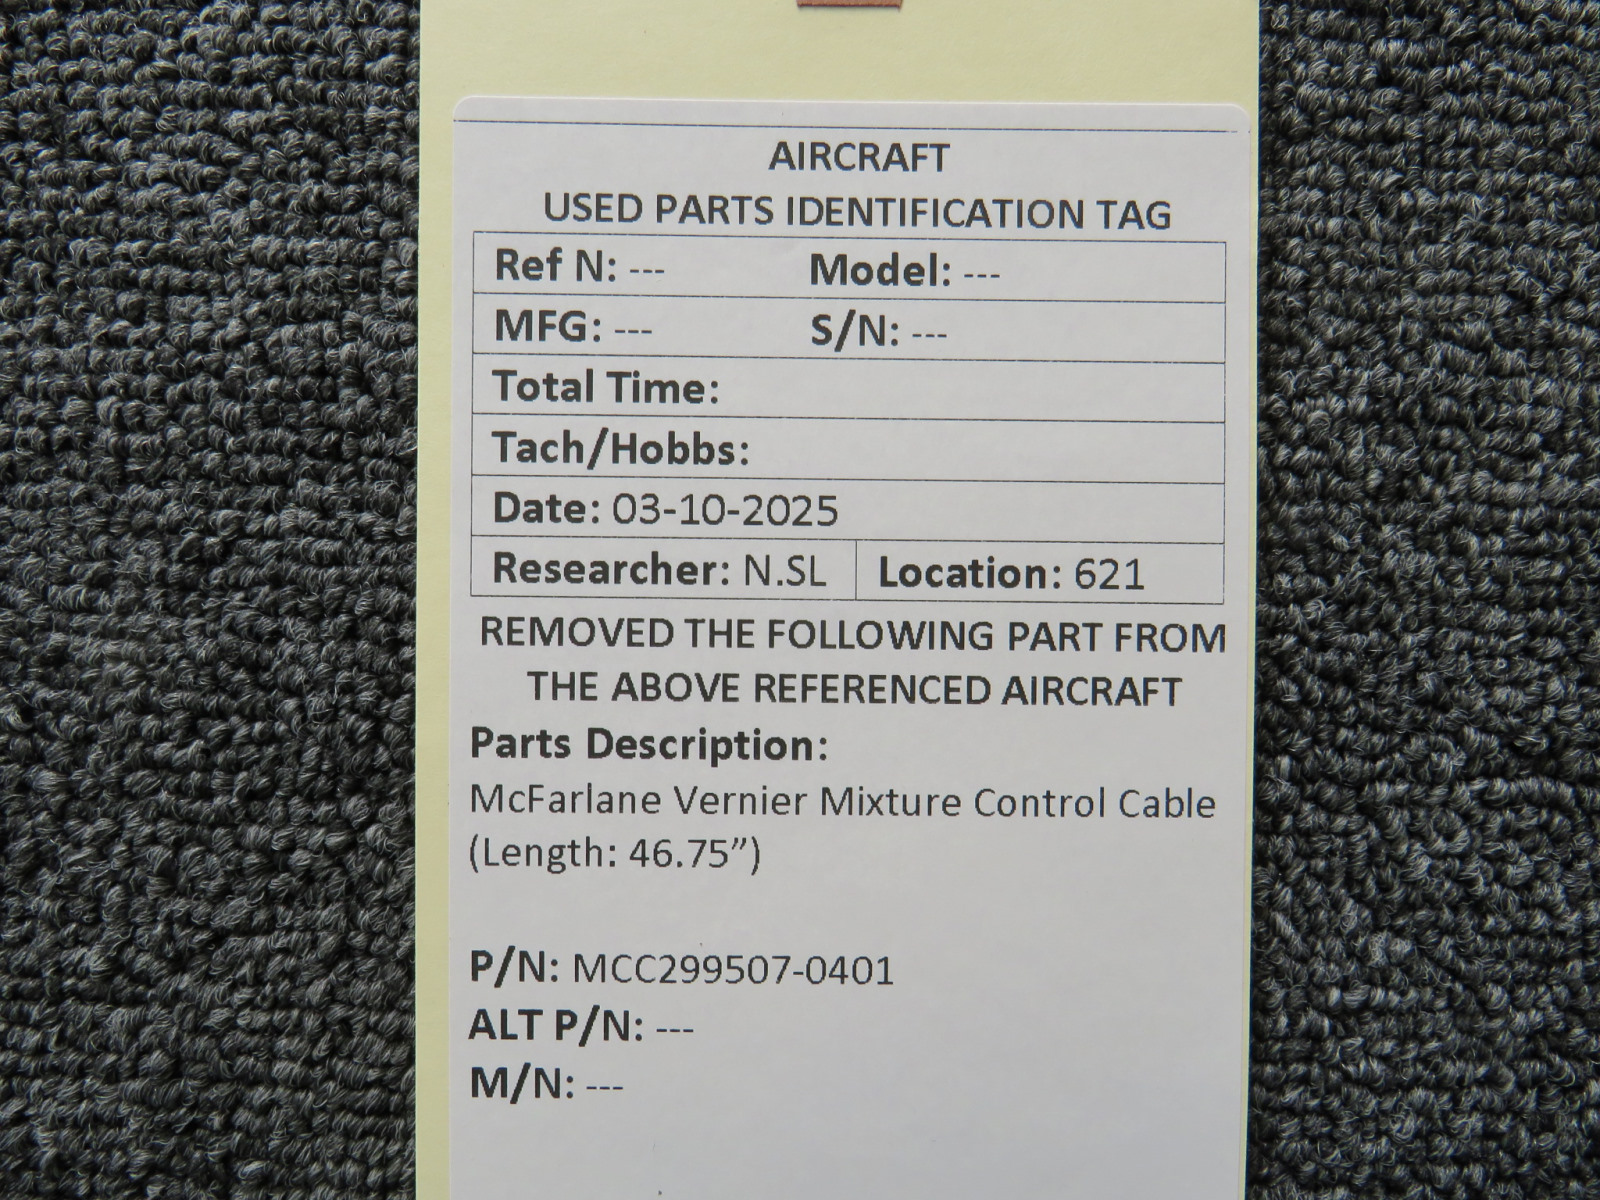 AIRCRAFT
USED PARTS IDENTIFICATION TAG
Ref N: --- Model: ---
MFG: --- S/N: ---
Total Time:
Tach/Hobbs:
Date: 03-10-2025
Researcher: N.SL Location: 621
REMOVED THE FOLLOWING PART FROM
THE ABOVE REFERENCED AIRCRAFT
Parts Description:
McFarlane Vernier Mixture Control Cable
(Length: 46.75”)
P/N: MCC299507-0401
ALT P/N: ---
M/N: ---